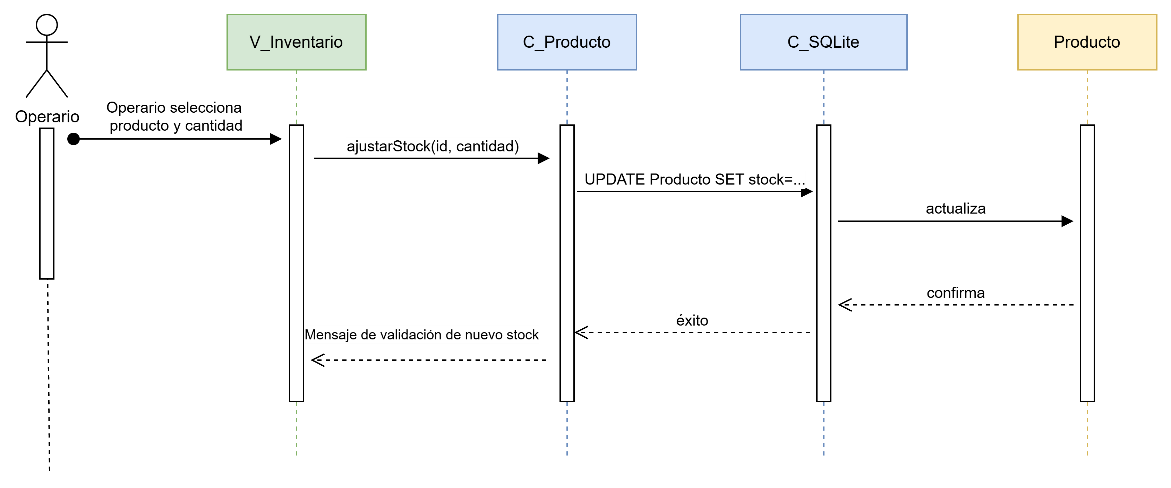 V_Inventario
C_Producto
C_SQLite
Producto
Operario
Operario selecciona
producto y cantidad
ajustarStock(id, cantidad)
UPDATE Producto SET stock=...
actualiza
confirma
éxito
Mensaje de validación de nuevo stock